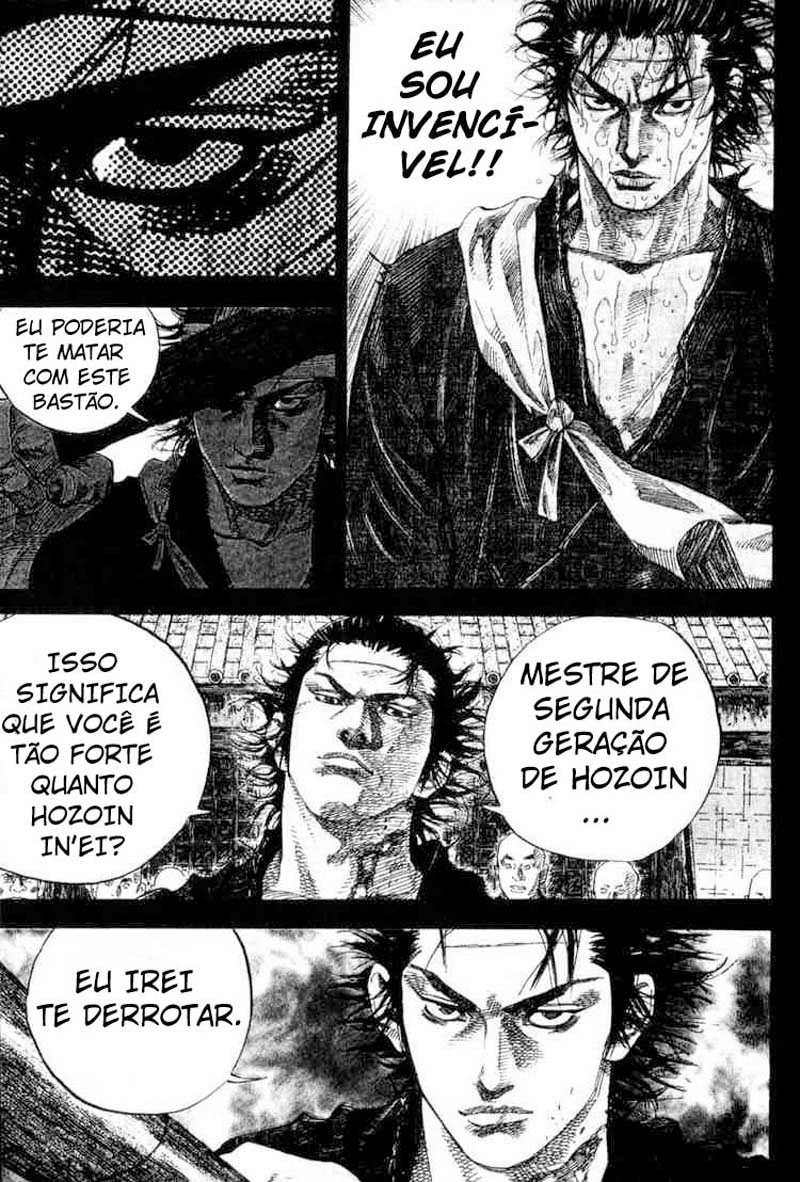 EU
SOU
INVENCÍ-
VEL!!
EU PODERIA
TE MATAR
COM ESTE
BASTÃO.
MESTRE DE
SEGUNDA
GERAÇÃO
DE HOZOIN
...
ISSO
SIGNIFICA
QUE VOCÊ É
TÃO FORTE
QUANTO
HOZOIN
IN'EI?
EU IREI
TE DERROTAR.